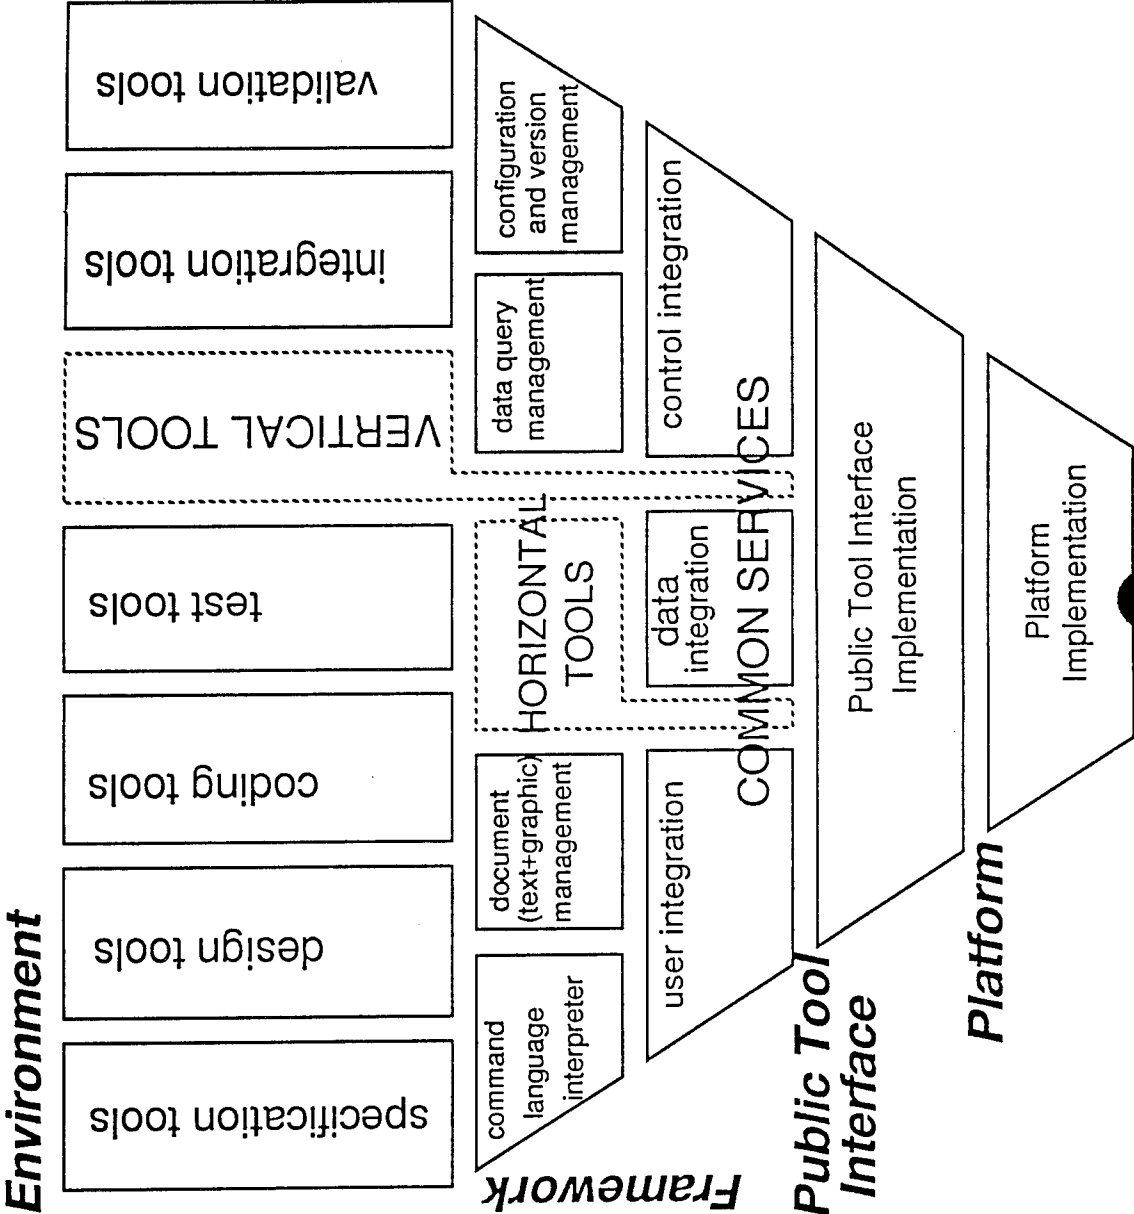 Environment
specification tools
design tools
coding tools
test tools
VERTICAL TOOLS
integration tools
validation tools
Framework
command
language
interpreter
document
(text+graphic)
management
HORIZONTAL
TOOLS
data query
management
configuration
and version
management
user integration
data
integration
control integration
COMMON SERVICES
Public Tool
Interface
Public Tool Interface
Implementation
Platform
Platform
Implementation